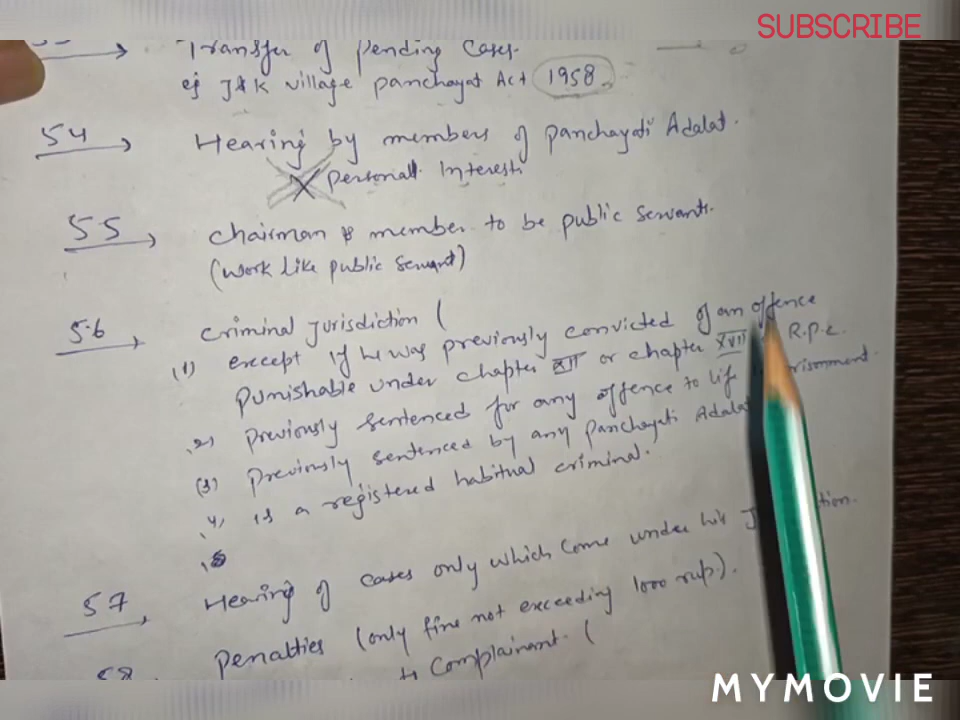 SUBSCRIBE
Transfer of pending cases.
eg J&K village panchayat Act 1958.
54 Hearing by members of panchayati Adalat.
personal Interest
55 chairman & member to be public servants.
(work like public servant)
56 criminal jurisdiction (
(1) except if he was previously convicted of an offence
punishable under chapter XII or chapter XVII R.P.C.
(2) previously sentenced for any offence to life
(3) previously sentenced by any panchayati Adalat
(4) is a registered habitual criminal.
(5
57 Hearing of cases only which come under his
58 penalties (only fine not exceeding 1000 rup.).
to complainant. (
MYMOVIE